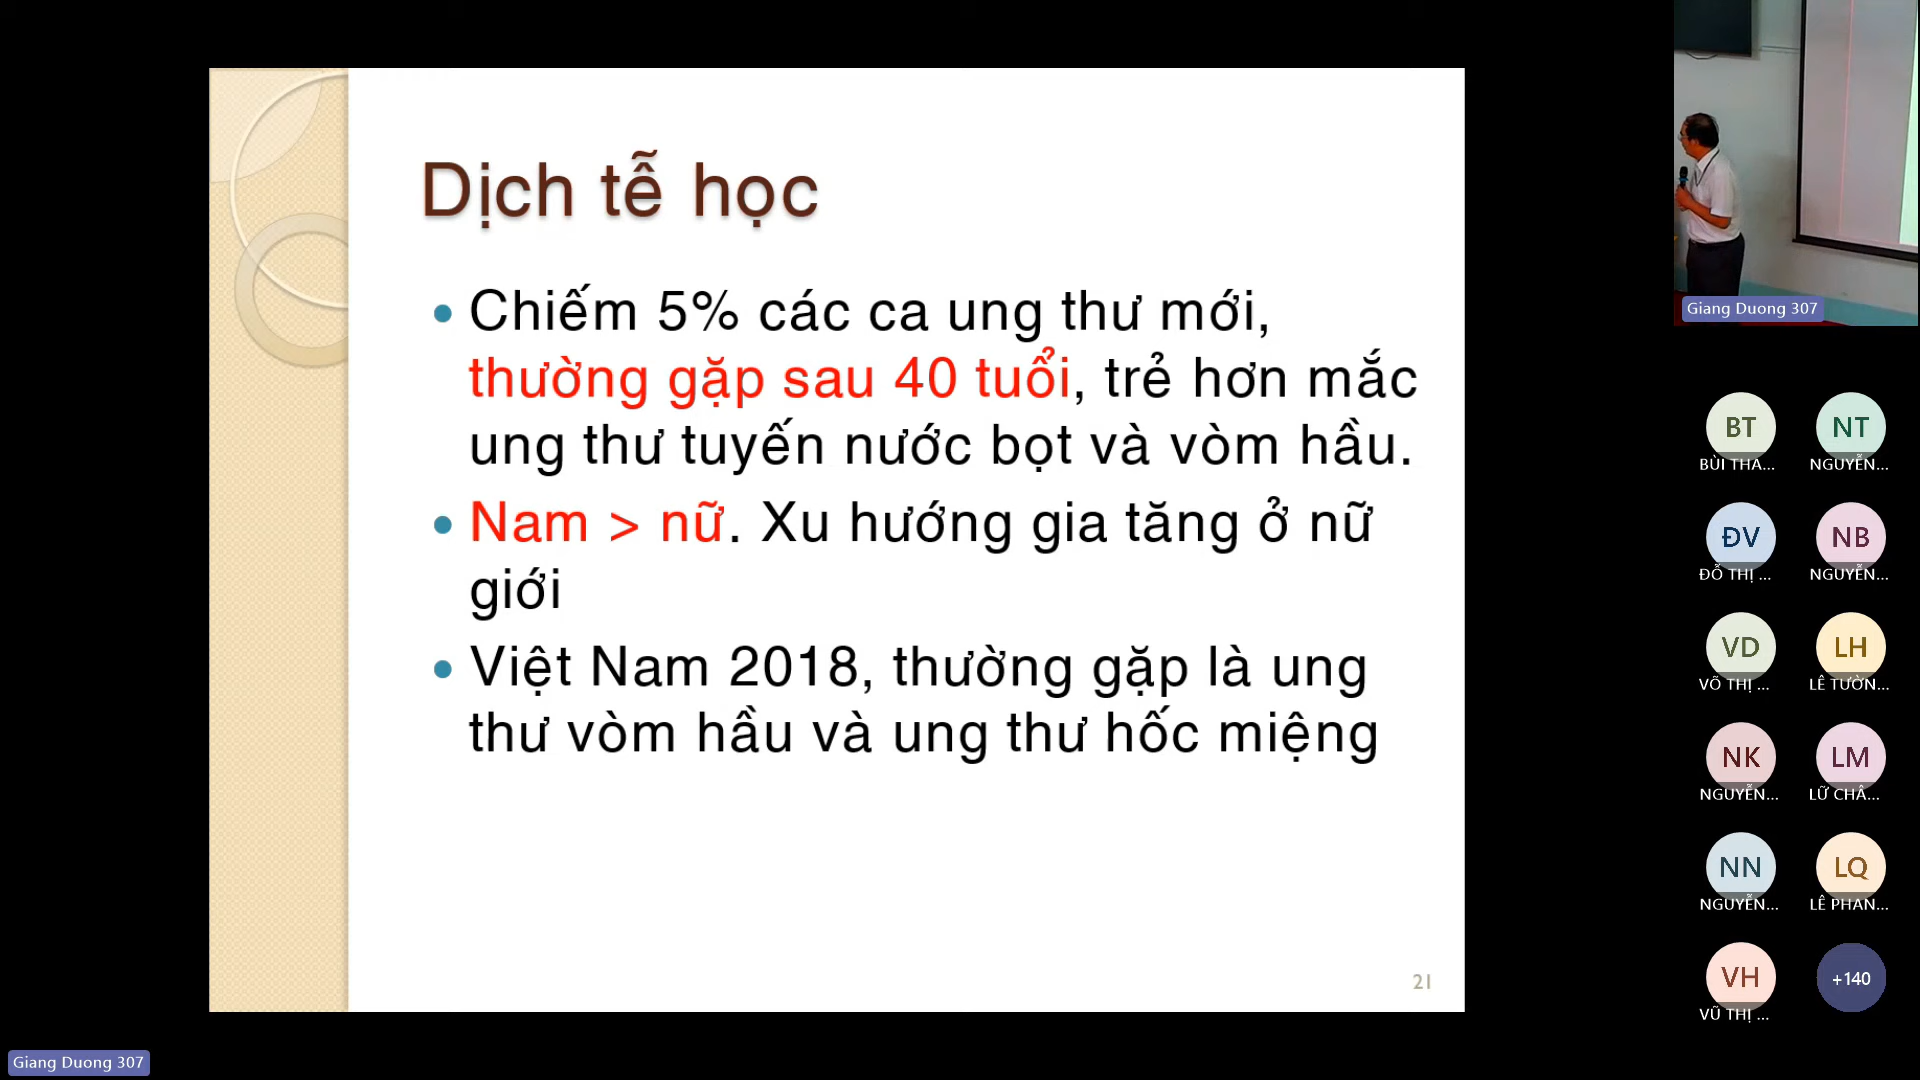 Dịch tễ học
Chiếm 5% các ca ung thư mới,
thường gặp sau 40 tuổi, trẻ hơn mắc
ung thư tuyến nước bọt và vòm hầu.
Nam > nữ. Xu hướng gia tăng ở nữ
giới
Việt Nam 2018, thường gặp là ung
thư vòm hầu và ung thư hốc miệng
21
Giang Duong 307
Giang Duong 307
BT
BÙI THA...
NT
NGUYỄN...
ĐV
ĐỖ THỊ ...
NB
NGUYỄN...
VD
VÕ THỊ ...
LH
LÊ TƯỜN...
NK
NGUYỄN...
LM
LỮ CHÂ...
NN
NGUYỄN...
LQ
LÊ PHAN...
VH
VŨ THỊ ...
+140